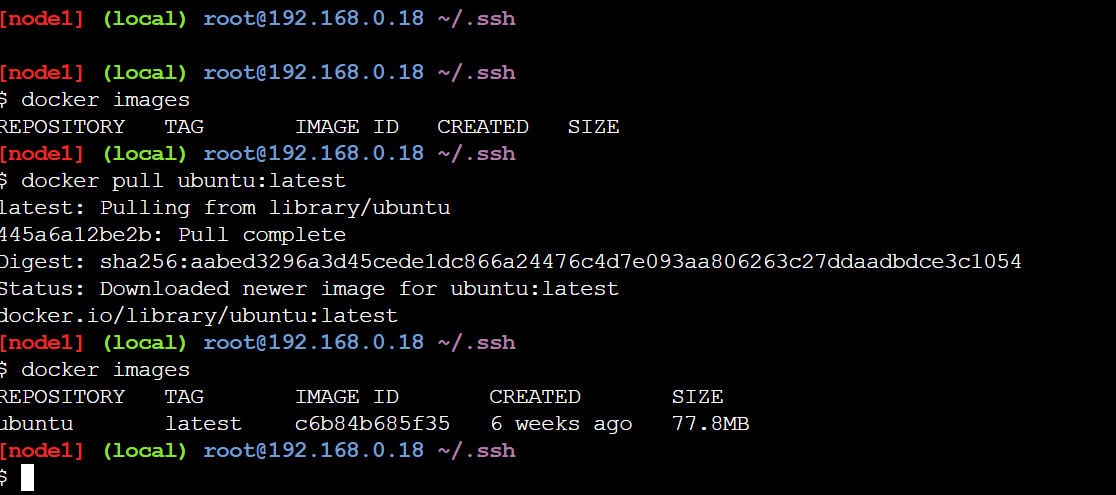 [node1] (local) root@192.168.0.18 ~/.ssh
[node1] (local) root@192.168.0.18 ~/.ssh
$ docker images
REPOSITORY   TAG       IMAGE ID   CREATED   SIZE
[node1] (local) root@192.168.0.18 ~/.ssh
$ docker pull ubuntu:latest
latest: Pulling from library/ubuntu
445a6a12be2b: Pull complete
Digest: sha256:aabed3296a3d45cede1dc866a24476c4d7e093aa806263c27ddaadbdce3c1054
Status: Downloaded newer image for ubuntu:latest
docker.io/library/ubuntu:latest
[node1] (local) root@192.168.0.18 ~/.ssh
$ docker images
REPOSITORY   TAG       IMAGE ID       CREATED       SIZE
ubuntu       latest    c6b84b685f35   6 weeks ago   77.8MB
[node1] (local) root@192.168.0.18 ~/.ssh
$